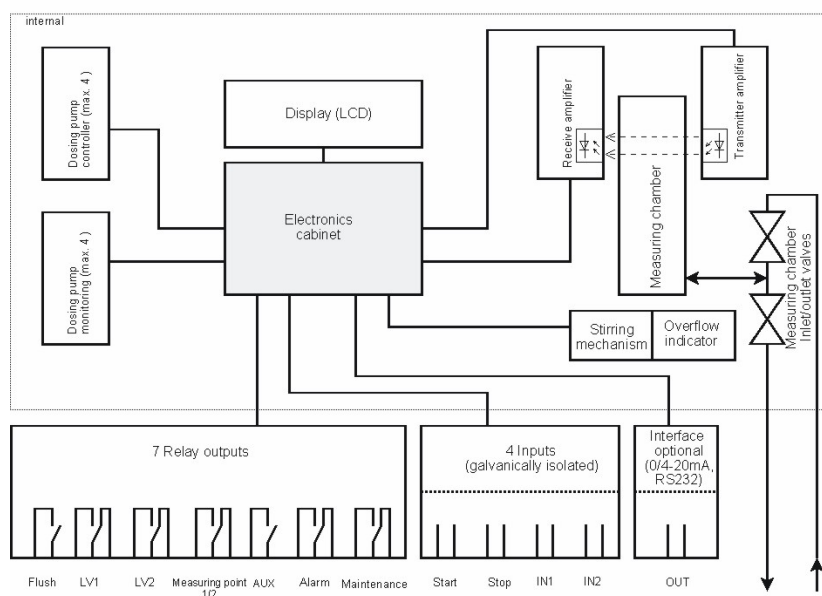 internal
Dosing pump
controller (max. 4 )
Display (LCD)
Receive amplifier
Measuring chamber
Transmitter amplifier
Electronics
cabinet
Dosing pump
monitoring (max. 4 )
Measuring chamber
Inlet/outlet valves
Stirring
mechanism
Overflow
indicator
7 Relay outputs
4 Inputs
(galvanically isolated)
Interface
optional
(0/4-20mA,
RS232)
Flush
LV1
LV2
Measuring point
1/2
AUX
Alarm
Maintenance
Start
Stop
IN1
IN2
OUT